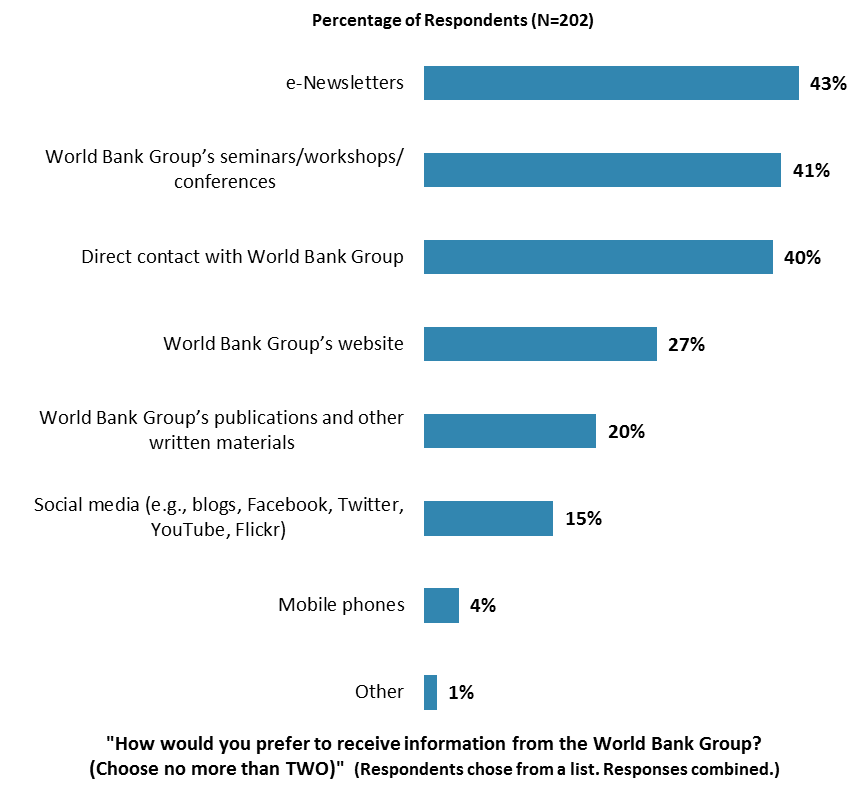 Percentage of Respondents (N=202)
e-Newsletters
43%
World Bank Group’s seminars/workshops/
conferences
41%
Direct contact with World Bank Group
40%
World Bank Group’s website
27%
World Bank Group’s publications and other
written materials
20%
Social media (e.g., blogs, Facebook, Twitter,
YouTube, Flickr)
15%
Mobile phones
4%
Other
1%
"How would you prefer to receive information from the World Bank Group?
(Choose no more than TWO)" (Respondents chose from a list. Responses combined.)